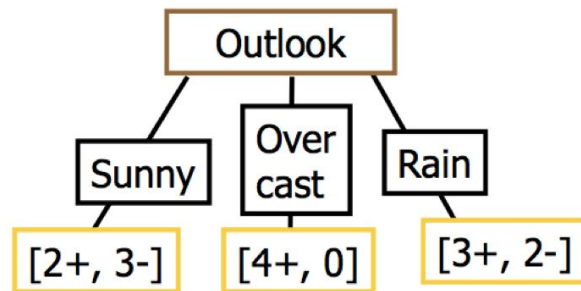 Outlook
Sunny
Over
cast
Rain
[2+, 3-]
[4+, 0]
[3+, 2-]